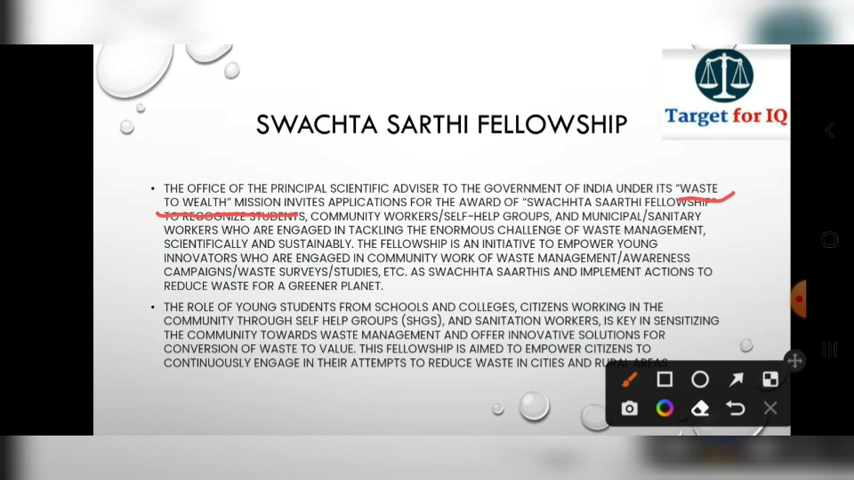 Target for IQ
SWACHTA SARTHI FELLOWSHIP
• THE OFFICE OF THE PRINCIPAL SCIENTIFIC ADVISER TO THE GOVERNMENT OF INDIA UNDER ITS “WASTE
TO WEALTH” MISSION INVITES APPLICATIONS FOR THE AWARD OF “SWACHHTA SAARTHI FELLOWSHIP”
TO RECOGNIZE STUDENTS, COMMUNITY WORKERS/SELF-HELP GROUPS, AND MUNICIPAL/SANITARY
WORKERS WHO ARE ENGAGED IN TACKLING THE ENORMOUS CHALLENGE OF WASTE MANAGEMENT,
SCIENTIFICALLY AND SUSTAINABLY. THE FELLOWSHIP IS AN INITIATIVE TO EMPOWER YOUNG
INNOVATORS WHO ARE ENGAGED IN COMMUNITY WORK OF WASTE MANAGEMENT/AWARENESS
CAMPAIGNS/WASTE SURVEYS/STUDIES, ETC. AS SWACHHTA SAARTHIS AND IMPLEMENT ACTIONS TO
REDUCE WASTE FOR A GREENER PLANET.
• THE ROLE OF YOUNG STUDENTS FROM SCHOOLS AND COLLEGES, CITIZENS WORKING IN THE
COMMUNITY THROUGH SELF HELP GROUPS (SHGS), AND SANITATION WORKERS, IS KEY IN SENSITIZING
THE COMMUNITY TOWARDS WASTE MANAGEMENT AND OFFER INNOVATIVE SOLUTIONS FOR
CONVERSION OF WASTE TO VALUE. THIS FELLOWSHIP IS AIMED TO EMPOWER CITIZENS TO
CONTINUOUSLY ENGAGE IN THEIR ATTEMPTS TO REDUCE WASTE IN CITIES AND RURAL AREAS.